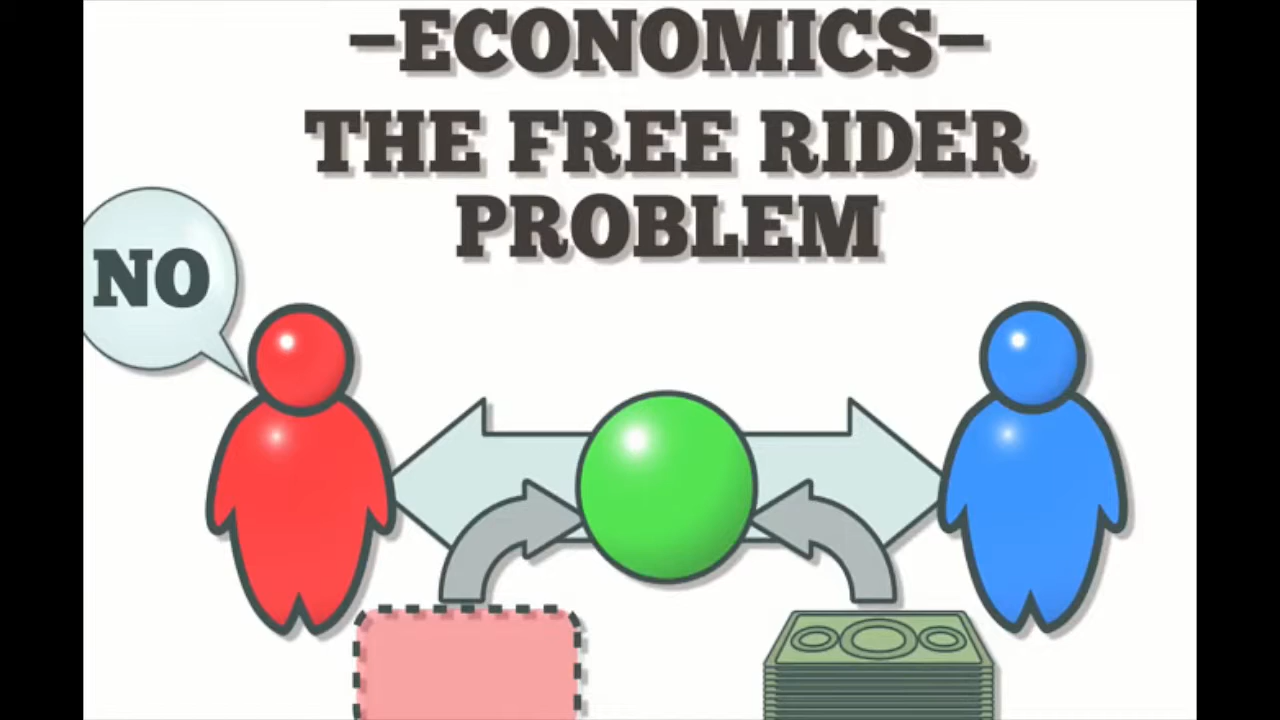 –ECONOMICS–
THE FREE RIDER
PROBLEM
NO